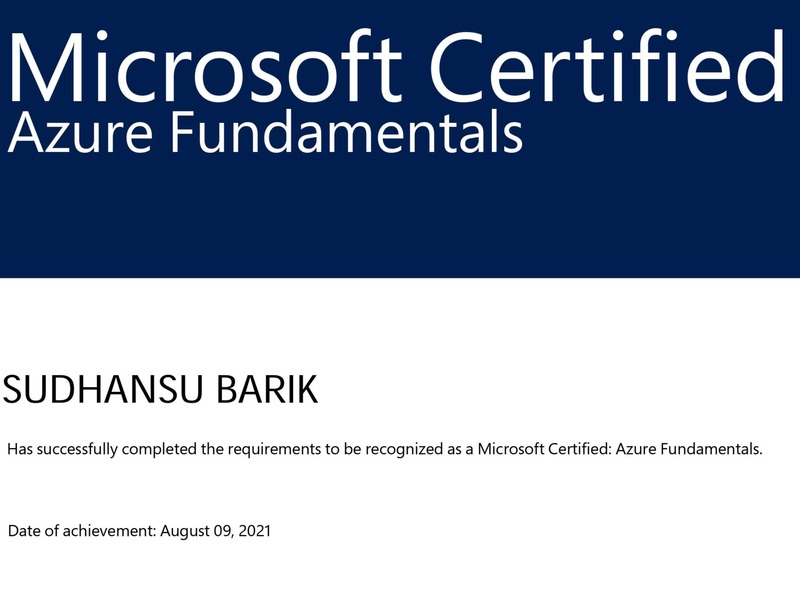 Microsoft Certified
Azure Fundamentals
SUDHANSU BARIK
Has successfully completed the requirements to be recognized as a Microsoft Certified: Azure Fundamentals.
Date of achievement: August 09, 2021